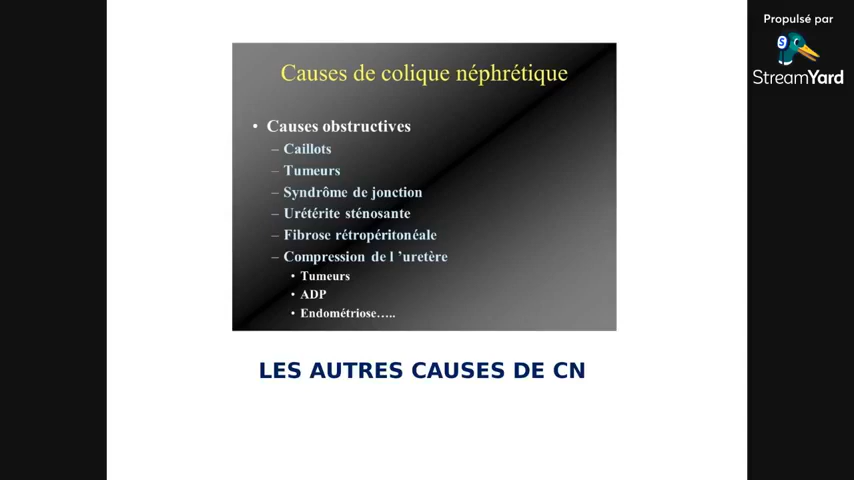 Propulsé par
StreamYard
Causes de colique néphrétique
• Causes obstructives
– Caillots
– Tumeurs
– Syndrôme de jonction
– Urétérite sténosante
– Fibrose rétropéritonéale
– Compression de l ’uretère
• Tumeurs
• ADP
• Endométriose…..
LES AUTRES CAUSES DE CN